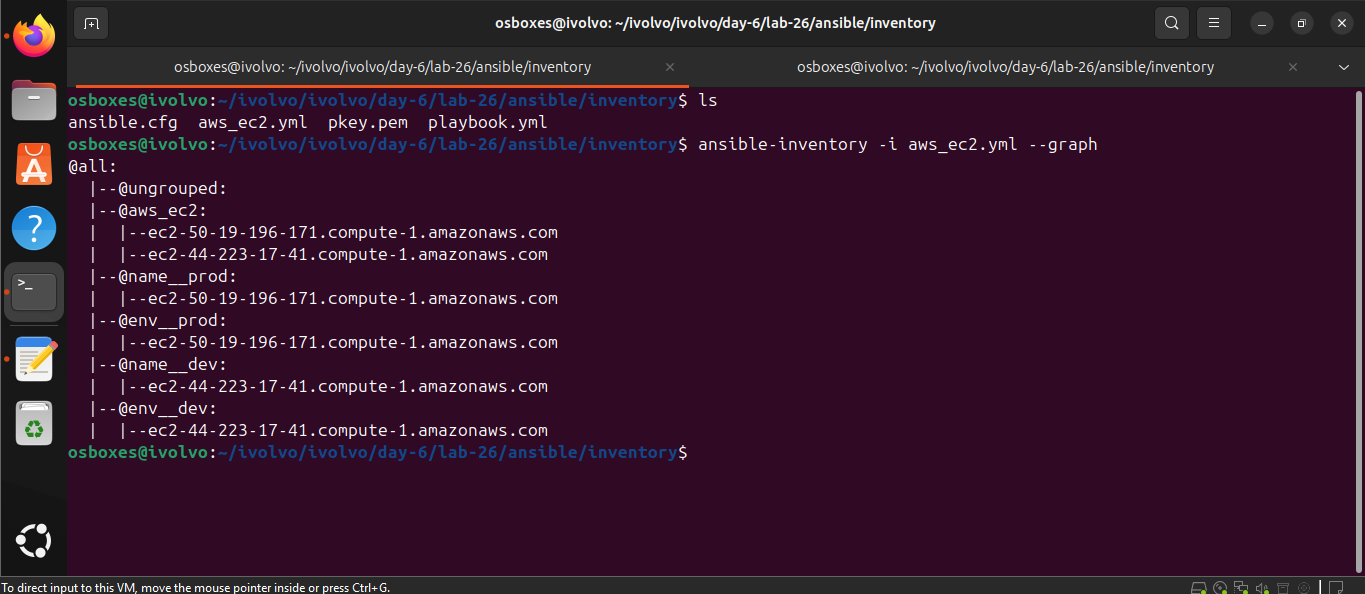 osboxes@ivolvo: ~/ivolvo/ivolvo/day-6/lab-26/ansible/inventory
osboxes@ivolvo: ~/ivolvo/ivolvo/day-6/lab-26/ansible/inventory
osboxes@ivolvo: ~/ivolvo/ivolvo/day-6/lab-26/ansible/inventory
osboxes@ivolvo:~/ivolvo/ivolvo/day-6/lab-26/ansible/inventory$ ls
ansible.cfg  aws_ec2.yml  pkey.pem  playbook.yml
osboxes@ivolvo:~/ivolvo/ivolvo/day-6/lab-26/ansible/inventory$ ansible-inventory -i aws_ec2.yml --graph
@all:
  |--@ungrouped:
  |--@aws_ec2:
  |  |--ec2-50-19-196-171.compute-1.amazonaws.com
  |  |--ec2-44-223-17-41.compute-1.amazonaws.com
  |--@name__prod:
  |  |--ec2-50-19-196-171.compute-1.amazonaws.com
  |--@env__prod:
  |  |--ec2-50-19-196-171.compute-1.amazonaws.com
  |--@name__dev:
  |  |--ec2-44-223-17-41.compute-1.amazonaws.com
  |--@env__dev:
  |  |--ec2-44-223-17-41.compute-1.amazonaws.com
osboxes@ivolvo:~/ivolvo/ivolvo/day-6/lab-26/ansible/inventory$
To direct input to this VM, move the mouse pointer inside or press Ctrl+G.